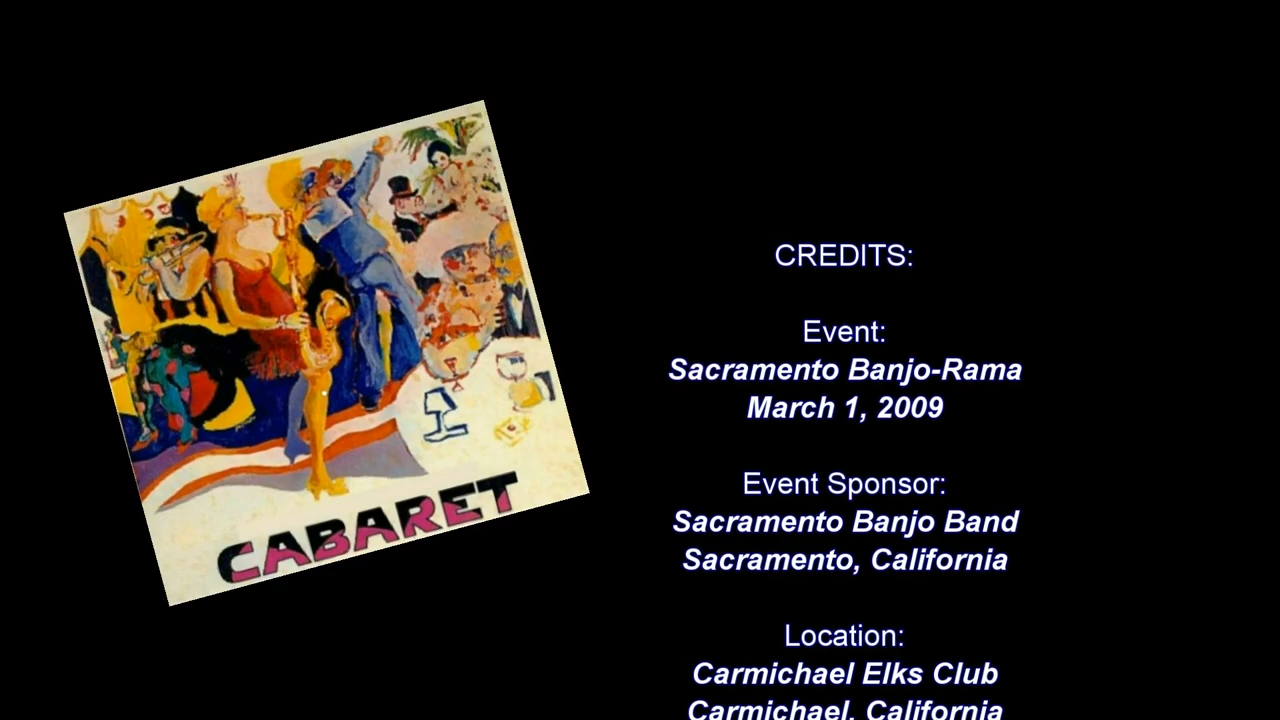 CABARET
CREDITS:
Event:
Sacramento Banjo-Rama
March 1, 2009
Event Sponsor:
Sacramento Banjo Band
Sacramento, California
Location:
Carmichael Elks Club
Carmichael, California